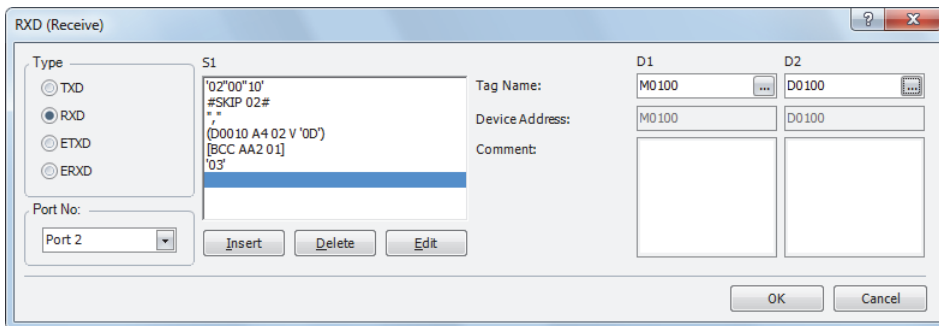 RXD (Receive)
Type
TXD
RXD
ETXD
ERXD
Port No:
Port 2
S1
'02"00"10'
#SKIP 02#
","
(D0010 A4 02 V '0D')
[BCC AA2 01]
'03'
Insert Delete Edit
D1 D2
Tag Name: M0100 ... D0100 ...
Device Address: M0100 D0100
Comment:
OK Cancel